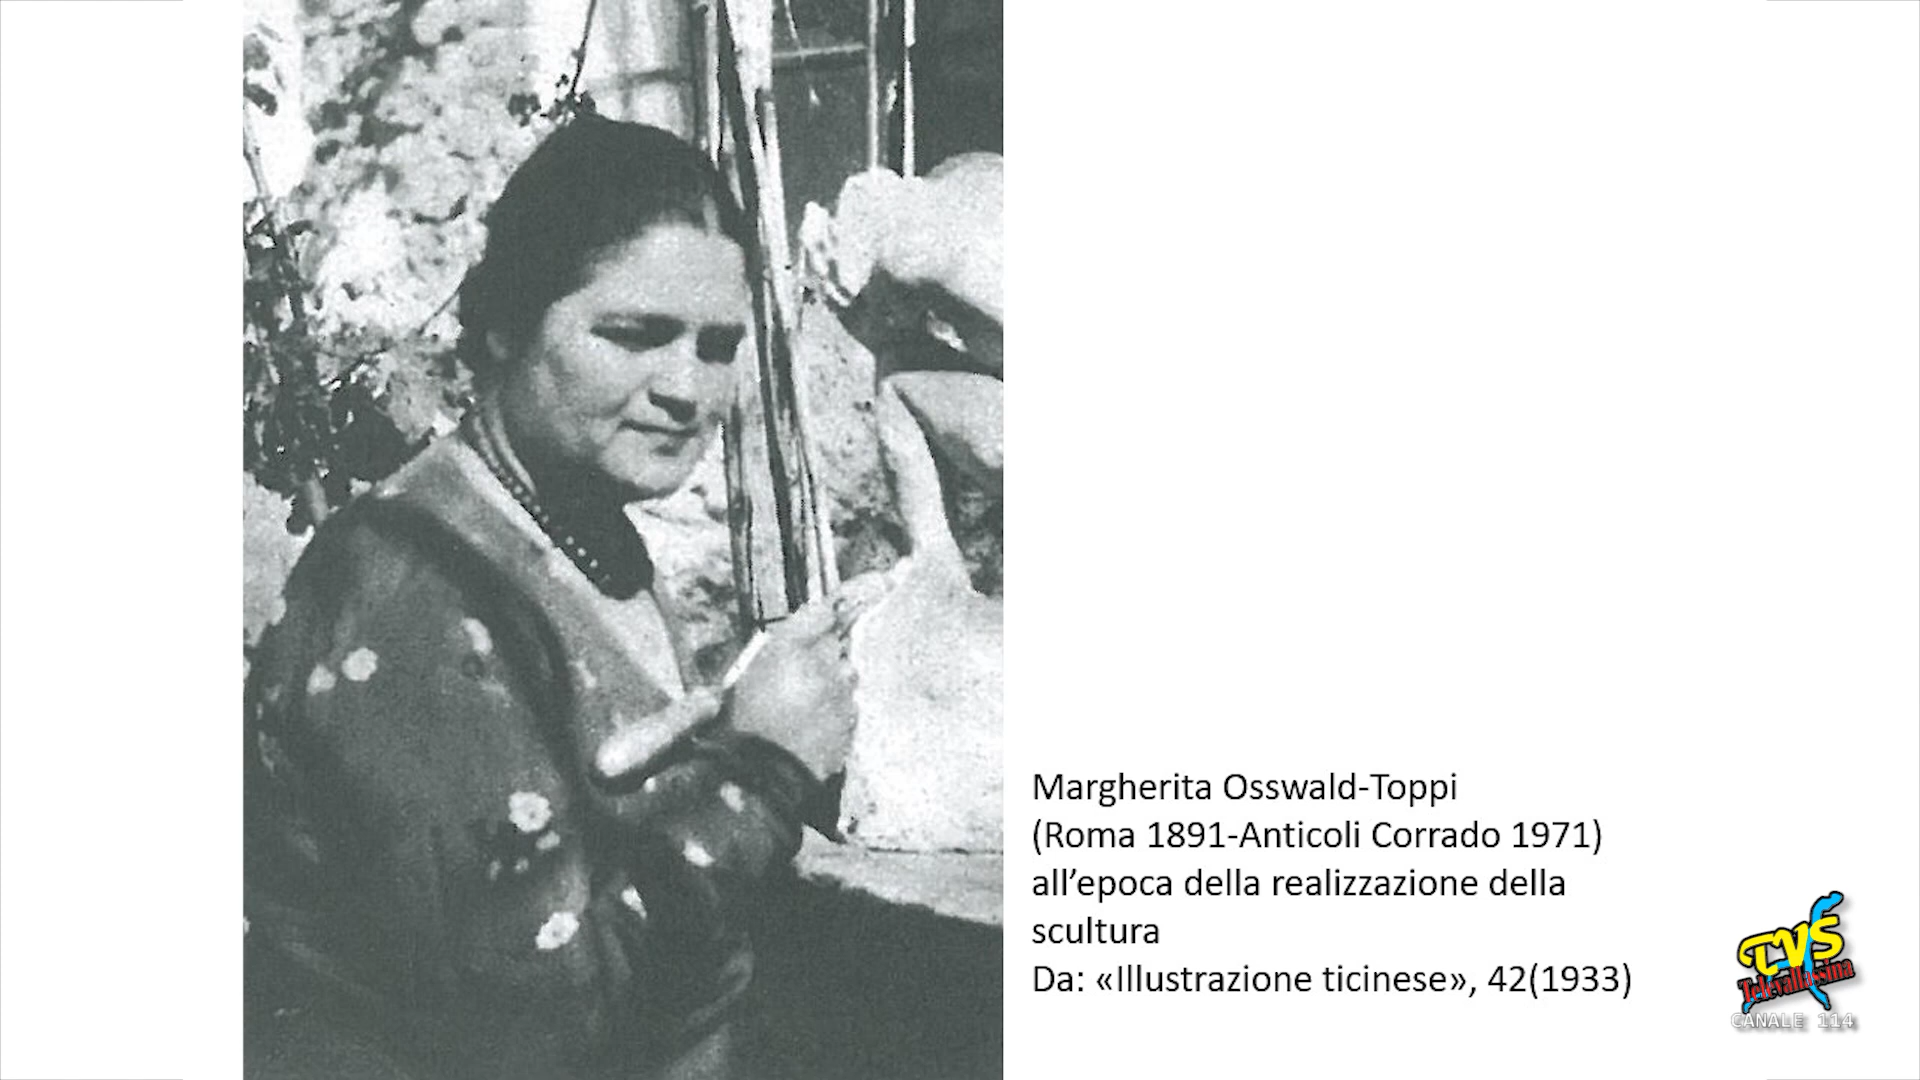 Margherita Osswald-Toppi
(Roma 1891-Anticoli Corrado 1971)
all’epoca della realizzazione della
scultura
Da: «Illustrazione ticinese», 42(1933)
TVS
Televallassina
CANALE 114